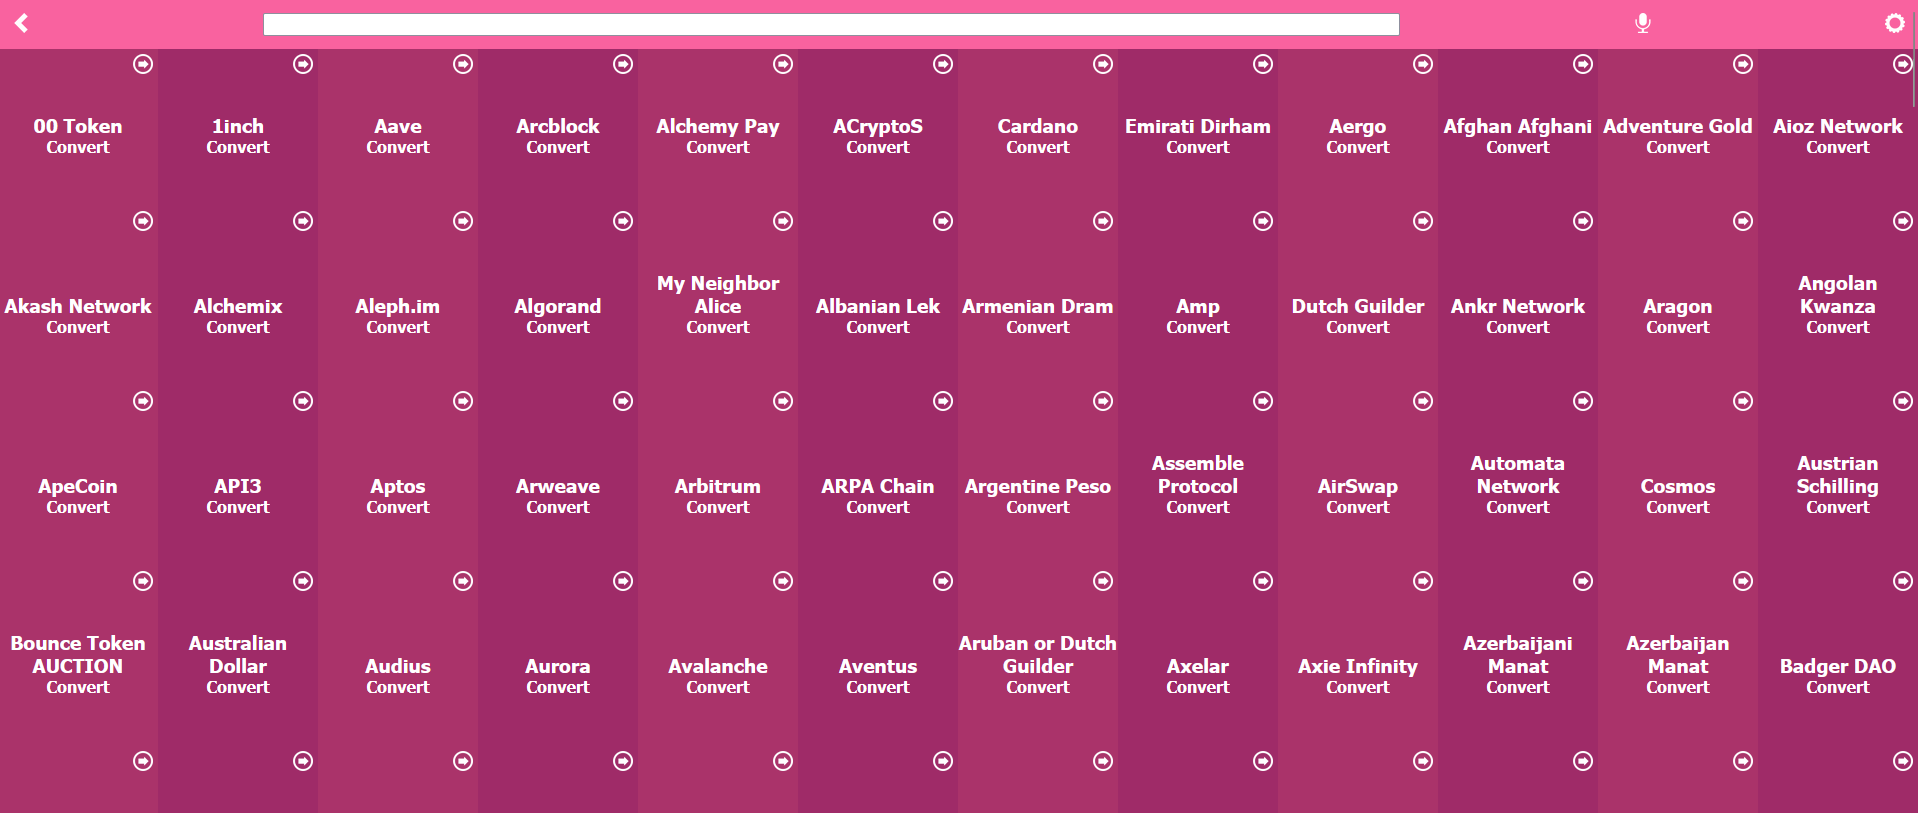 00 Token
Convert
1inch
Convert
Aave
Convert
Arcblock
Convert
Alchemy Pay
Convert
ACryptoS
Convert
Cardano
Convert
Emirati Dirham
Convert
Aergo
Convert
Afghan Afghani
Convert
Adventure Gold
Convert
Aioz Network
Convert
Akash Network
Convert
Alchemix
Convert
Aleph.im
Convert
Algorand
Convert
My Neighbor
Alice
Convert
Albanian Lek
Convert
Armenian Dram
Convert
Amp
Convert
Dutch Guilder
Convert
Ankr Network
Convert
Aragon
Convert
Angolan
Kwanza
Convert
ApeCoin
Convert
API3
Convert
Aptos
Convert
Arweave
Convert
Arbitrum
Convert
ARPA Chain
Convert
Argentine Peso
Convert
Assemble
Protocol
Convert
AirSwap
Convert
Automata
Network
Convert
Cosmos
Convert
Austrian
Schilling
Convert
Bounce Token
AUCTION
Convert
Australian
Dollar
Convert
Audius
Convert
Aurora
Convert
Avalanche
Convert
Aventus
Convert
Aruban or Dutch
Guilder
Convert
Axelar
Convert
Axie Infinity
Convert
Azerbaijani
Manat
Convert
Azerbaijan
Manat
Convert
Badger DAO
Convert